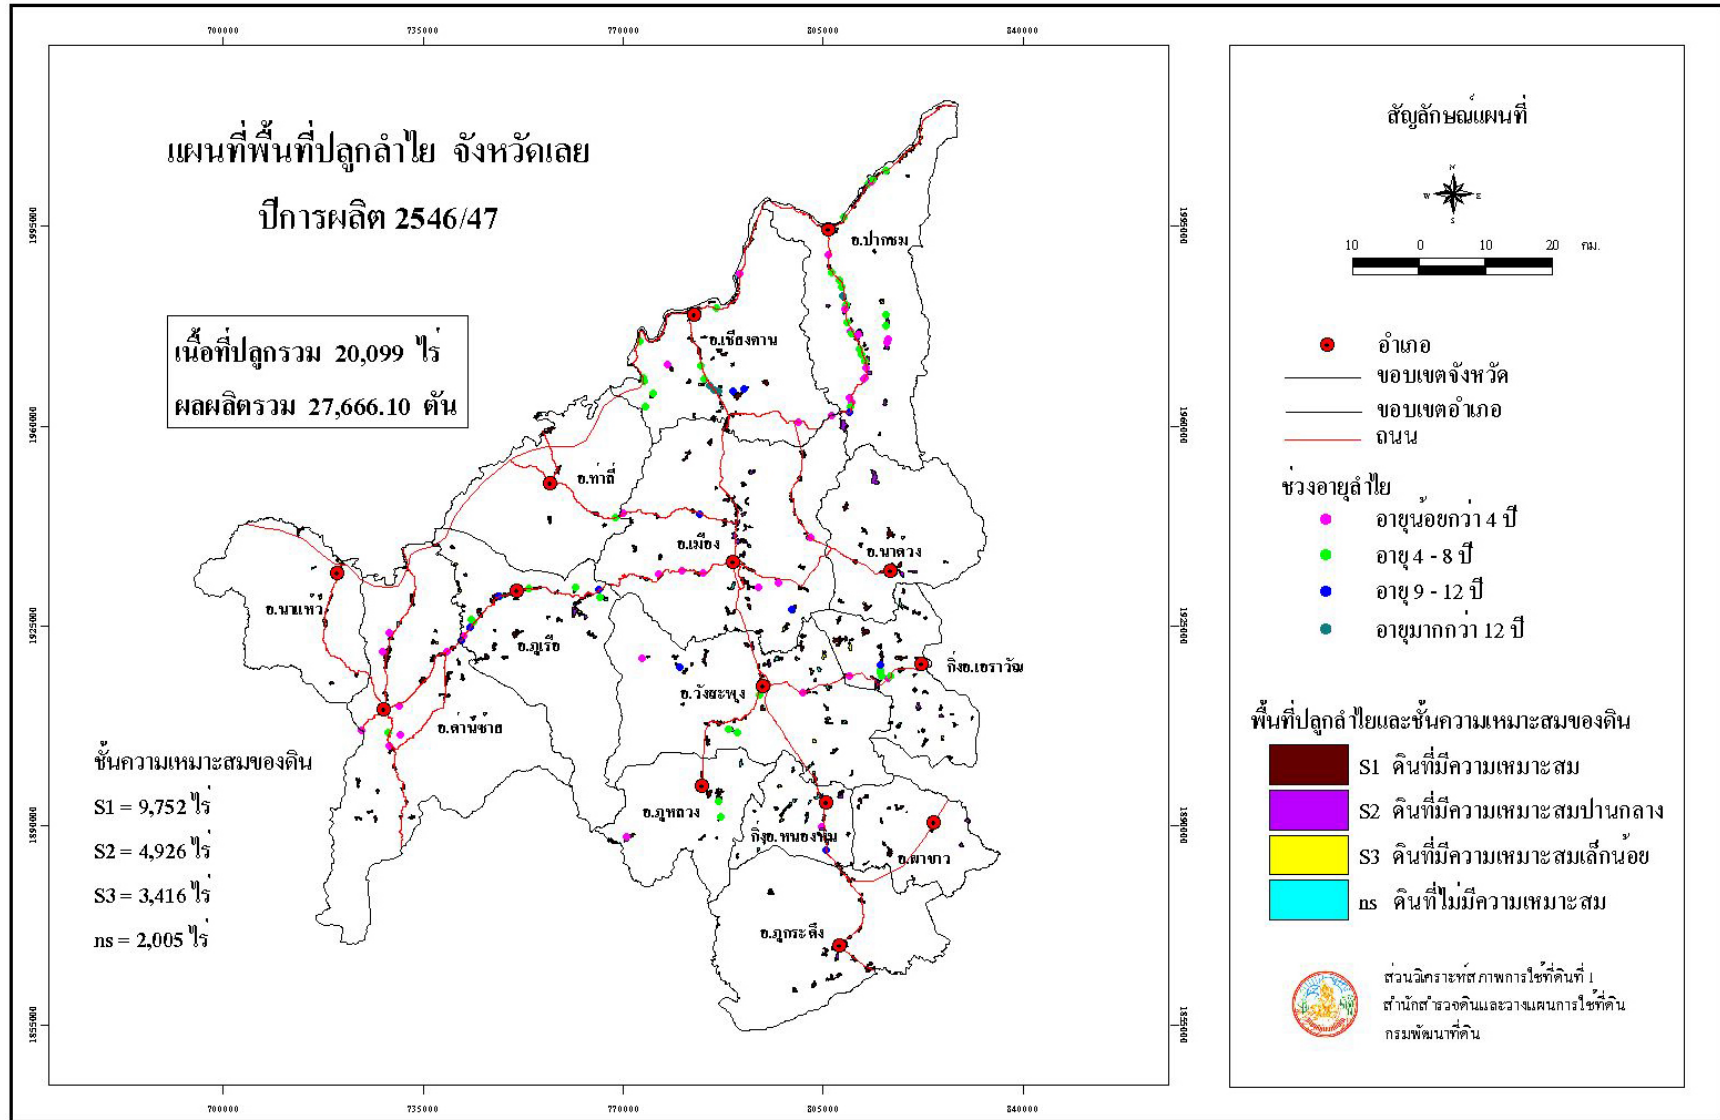 700000
735000
770000
805000
840000
แผนที่พื้นที่ปลูกลำไย จังหวัดเลย
ปีการผลิต 2546/47
เนื้อที่ปลูกรวม 20,099 ไร่
ผลผลิตรวม 27,666.10 ตัน
1995000
1960000
1925000
1890000
1855000
อ.ปากชม
อ.เชียงคาน
อ.ท่าลี่
อ.เมือง
อ.นาด้วง
อ.นาแห้ว
อ.ภูเรือ
กิ่งอ.เอราวัณ
อ.วังสะพุง
อ.ด่านซ้าย
อ.ภูหลวง
กิ่งอ.หนองหิน
อ.ผาขาว
อ.ภูกระดึง
ชั้นความเหมาะสมของดิน
S1 = 9,752 ไร่
S2 = 4,926 ไร่
S3 = 3,416 ไร่
ns = 2,005 ไร่
1995000
1960000
1925000
1890000
1855000
700000
735000
770000
805000
840000
สัญลักษณ์แผนที่
N
W E
S
10 0 10 20 กม.
อำเภอ
ขอบเขตจังหวัด
ขอบเขตอำเภอ
ถนน
ช่วงอายุลำไย
อายุน้อยกว่า 4 ปี
อายุ 4 - 8 ปี
อายุ 9 - 12 ปี
อายุมากกว่า 12 ปี
พื้นที่ปลูกลำไยและชั้นความเหมาะสมของดิน
S1 ดินที่มีความเหมาะสม
S2 ดินที่มีความเหมาะสมปานกลาง
S3 ดินที่มีความเหมาะสมเล็กน้อย
ns ดินที่ไม่มีความเหมาะสม
ส่วนวิเคราะห์สภาพการใช้ที่ดินที่ 1
สำนักสำรวจดินและวางแผนการใช้ที่ดิน
กรมพัฒนาที่ดิน